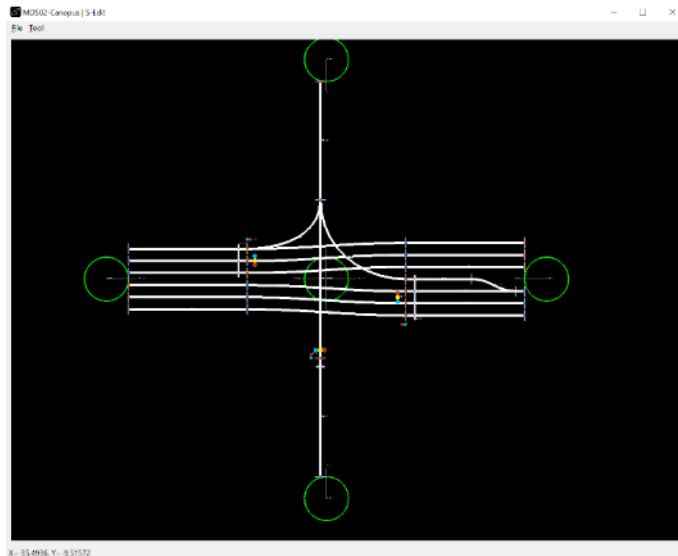 MDS02-Canopus | S-Edit
File Tool
X=-35.4936, Y=-9.51572